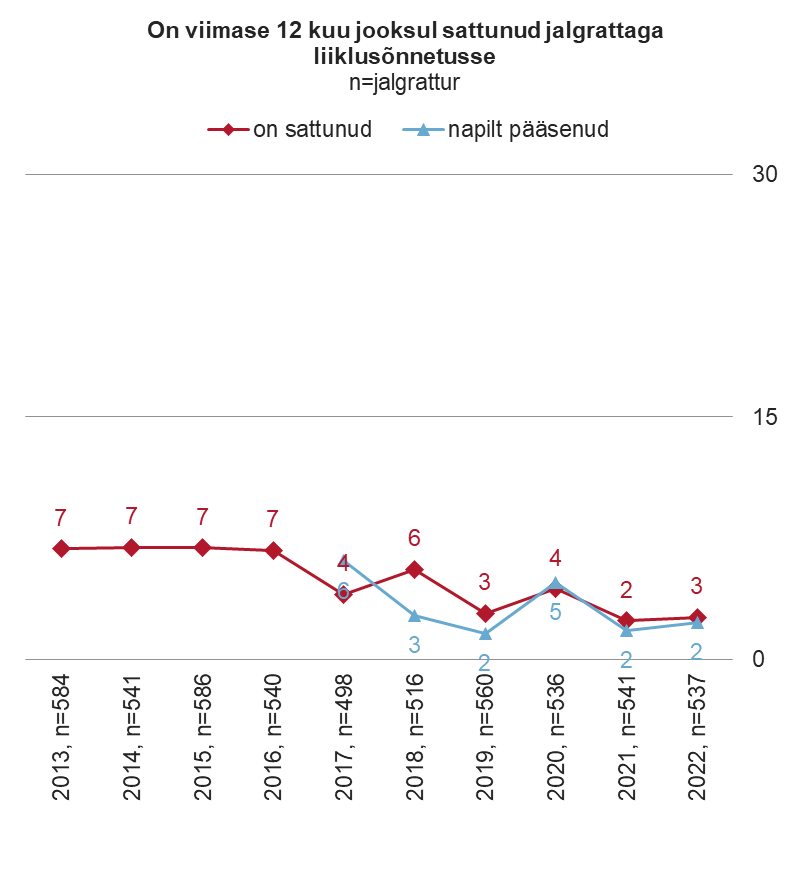 On viimase 12 kuu jooksul sattunud jalgrattaga
liiklusõnnetusse
n=jalgrattur
on sattunud
napilt pääsenud
30
15
0
7
7
7
7
4
6
3
4
2
3
6
3
2
5
2
2
2013, n=584
2014, n=541
2015, n=586
2016, n=540
2017, n=498
2018, n=516
2019, n=560
2020, n=536
2021, n=541
2022, n=537